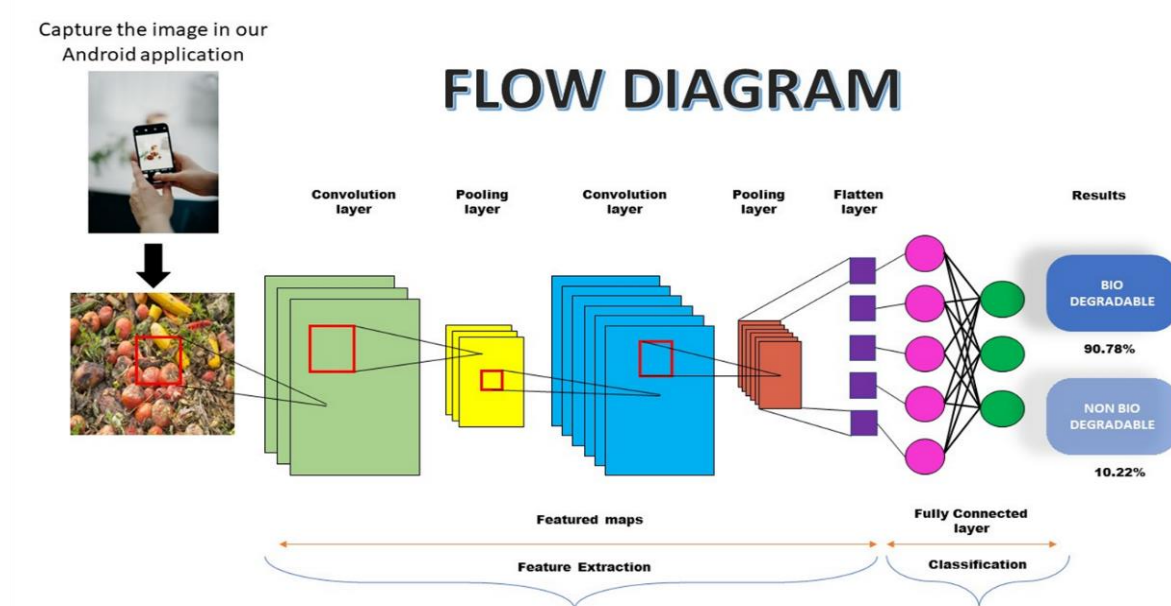 Capture the image in our
Android application
FLOW DIAGRAM
Convolution
layer
Pooling
layer
Convolution
layer
Pooling
layer
Flatten
layer
Results
BIO
DEGRADABLE
90.78%
NON BIO
DEGRADABLE
10.22%
Featured maps
Fully Connected
layer
Feature Extraction
Classification